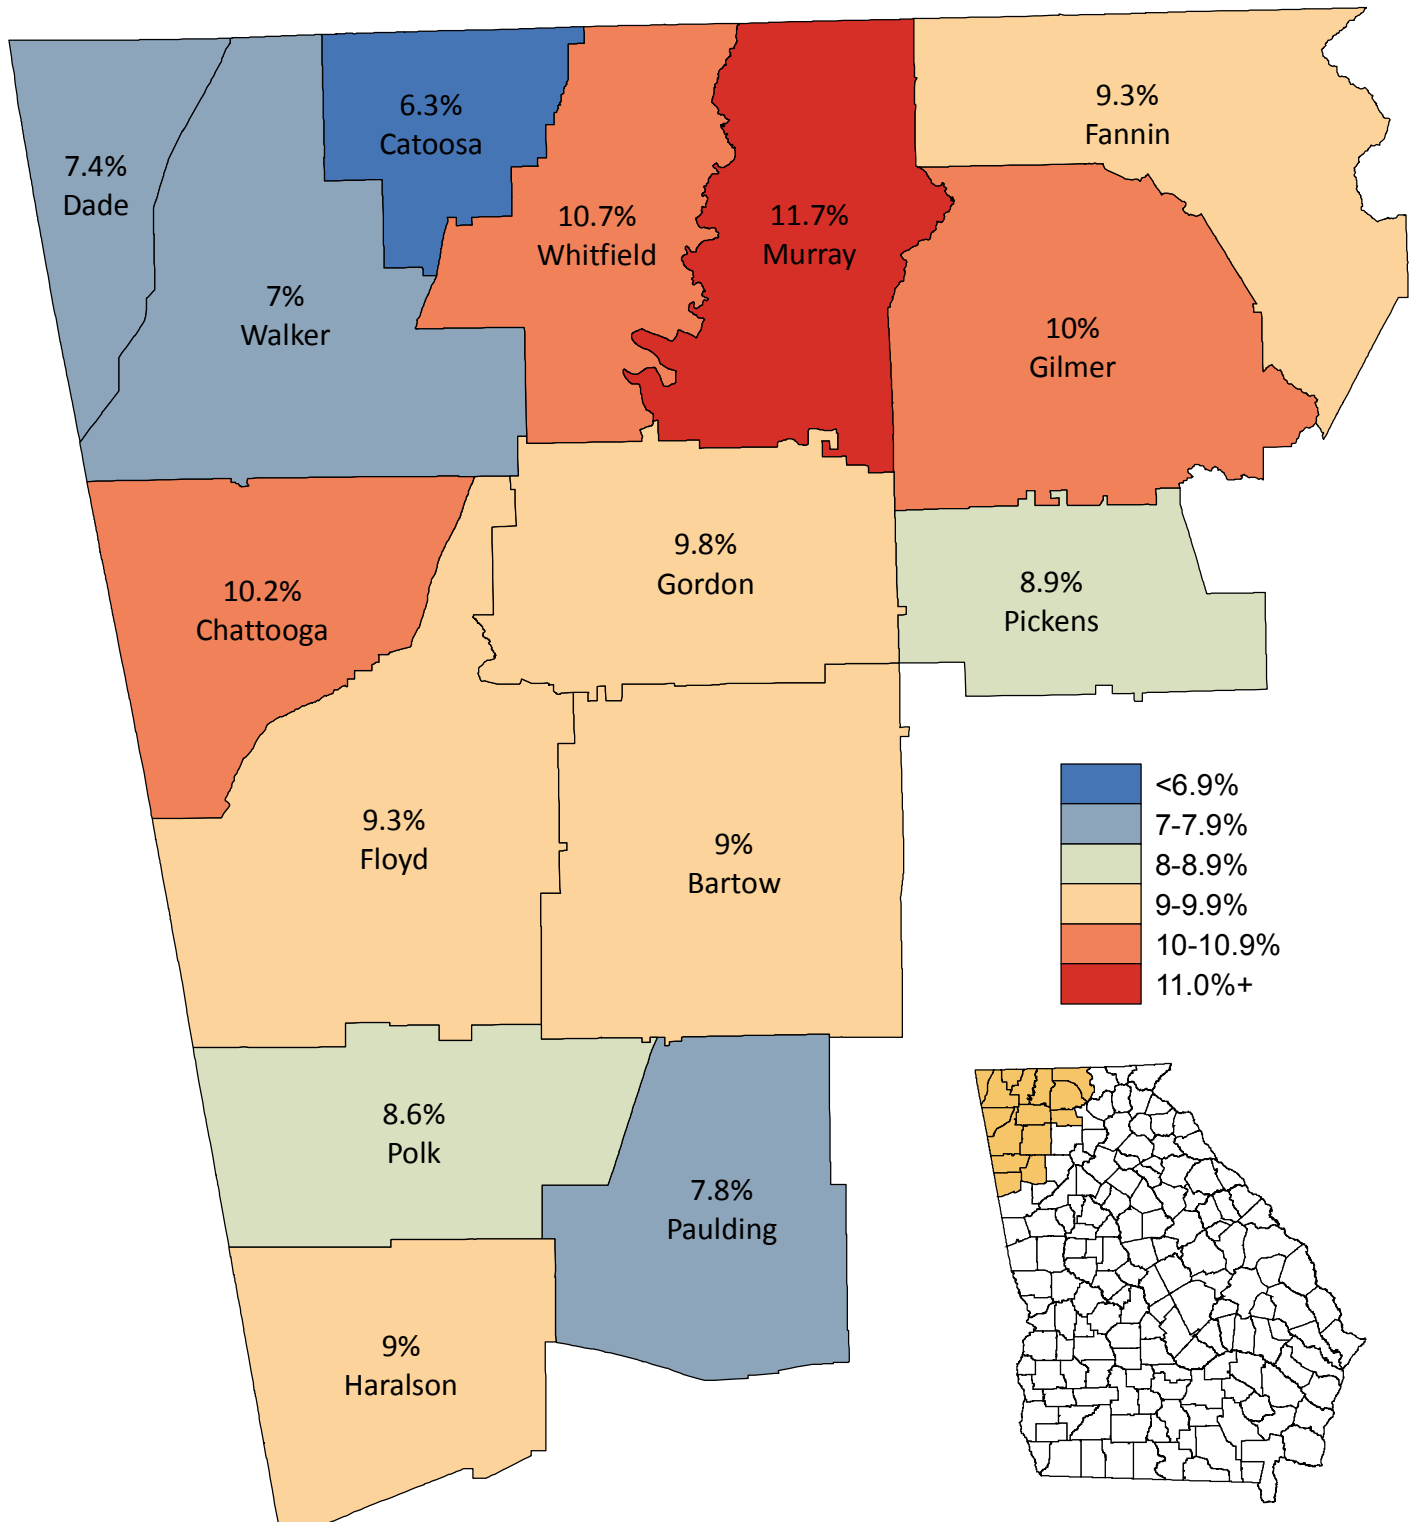 9.3%
Fannin
6.3%
Catoosa
7.4%
Dade
10.7%
Whitfield
11.7%
Murray
7%
Walker
10%
Gilmer
9.8%
Gordon
8.9%
Pickens
10.2%
Chattooga
9.3%
Floyd
9%
Bartow
<6.9%
7-7.9%
8-8.9%
9-9.9%
10-10.9%
11.0%+
8.6%
Polk
7.8%
Paulding
9%
Haralson